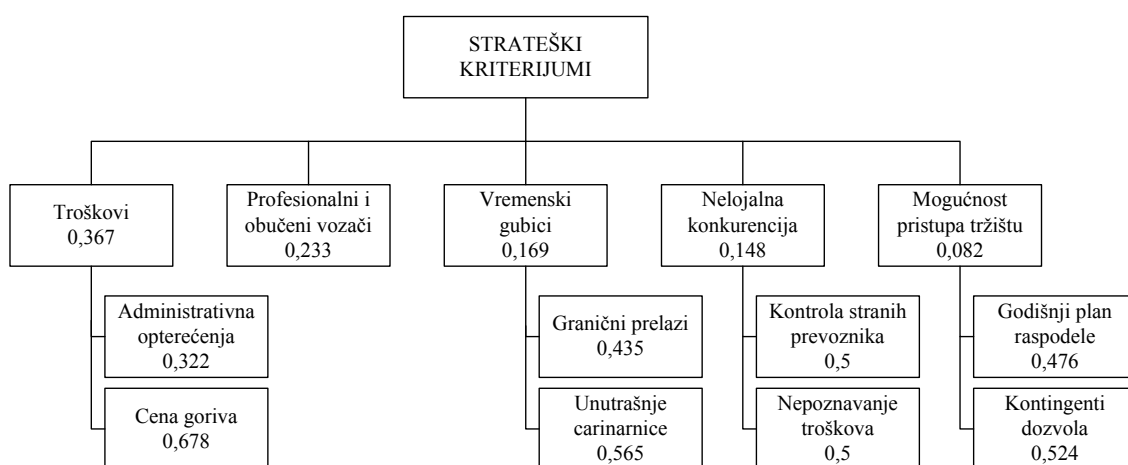 STRATEŠKI
KRITERIJUMI
Troškovi
0,367
Profesionalni i
obučeni vozači
0,233
Vremenski
gubici
0,169
Nelojalna
konkurencija
0,148
Mogućnost
pristupa tržištu
0,082
Administrativna
opterećenja
0,322
Cena goriva
0,678
Granični prelazi
0,435
Unutrašnje
carinarnice
0,565
Kontrola stranih
prevoznika
0,5
Nepoznavanje
troškova
0,5
Godišnji plan
raspodele
0,476
Kontingenti
dozvola
0,524